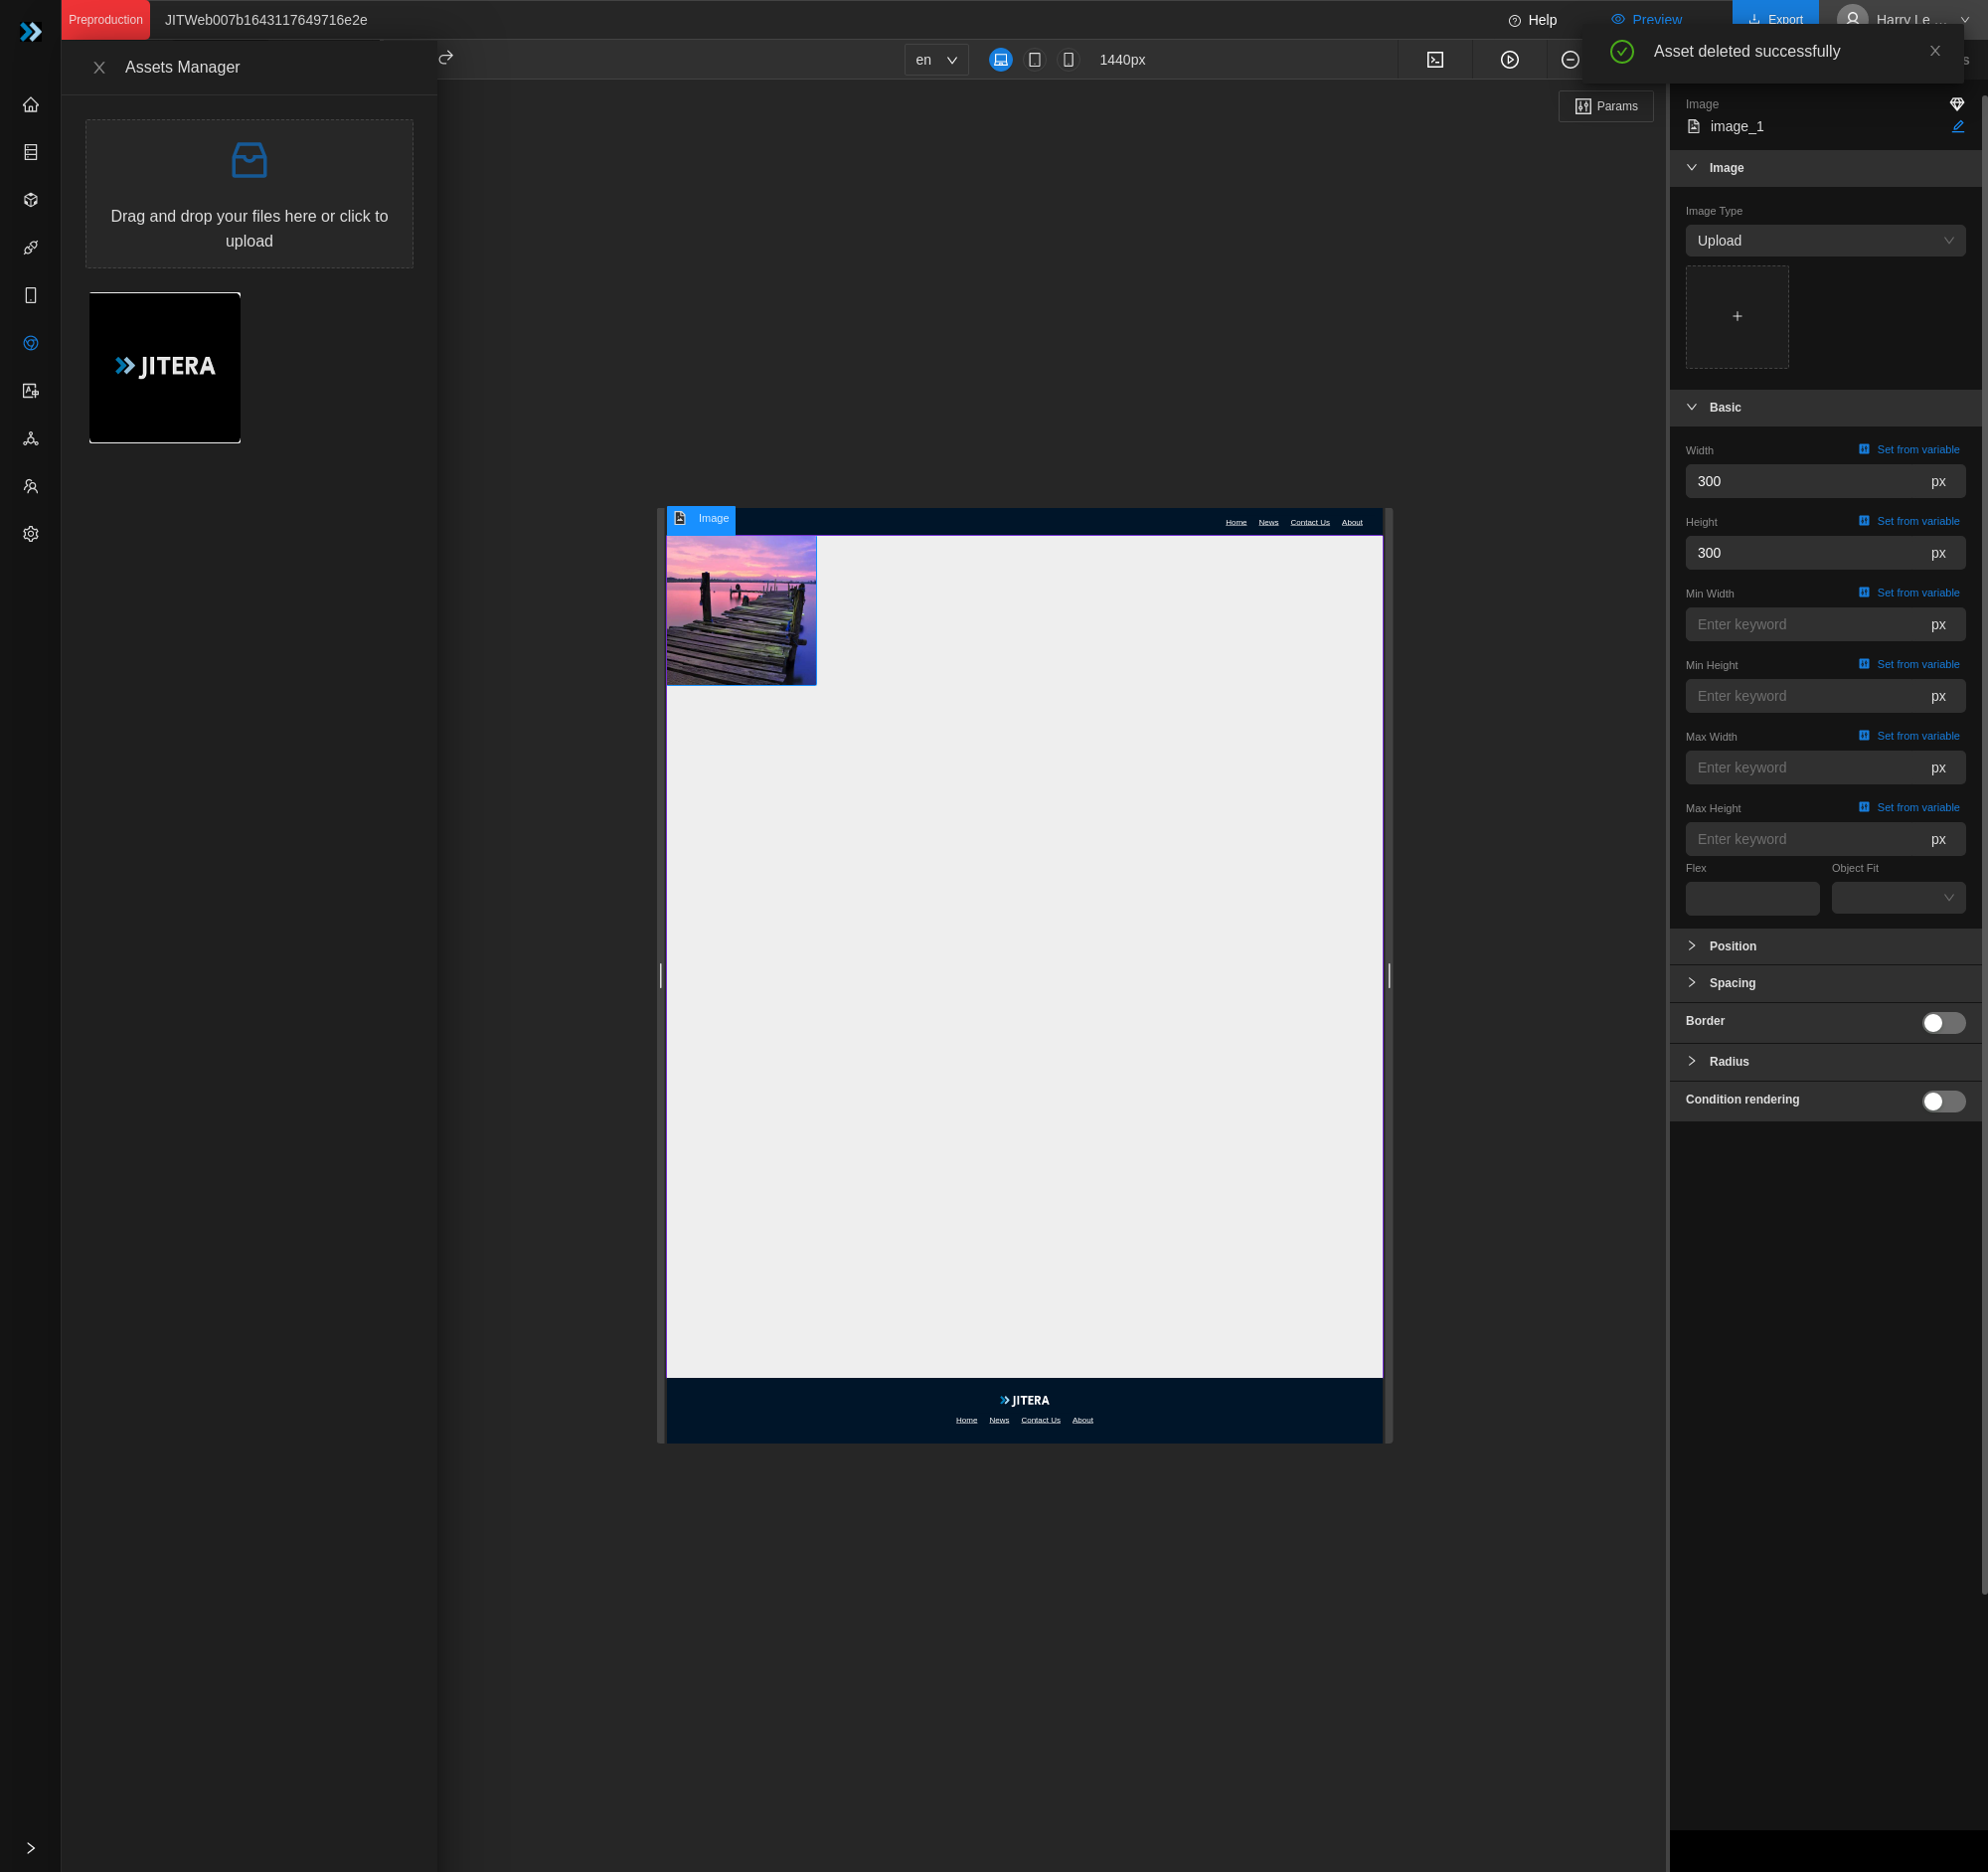 Preproduction
JITWeb007b1643117649716e2e
Help
Preview
Export
Harry Le ...
Assets Manager
en
1440px
Asset deleted successfully
Params
Drag and drop your files here or click to
upload
JITERA
Image
Home News Contact Us About
JITERA
Home News Contact Us About
Image
image_1
Image
Image Type
Upload
Basic
Width
Set from variable
300
px
Height
Set from variable
300
px
Min Width
Set from variable
Enter keyword
px
Min Height
Set from variable
Enter keyword
px
Max Width
Set from variable
Enter keyword
px
Max Height
Set from variable
Enter keyword
px
Flex
Object Fit
Position
Spacing
Border
Radius
Condition rendering